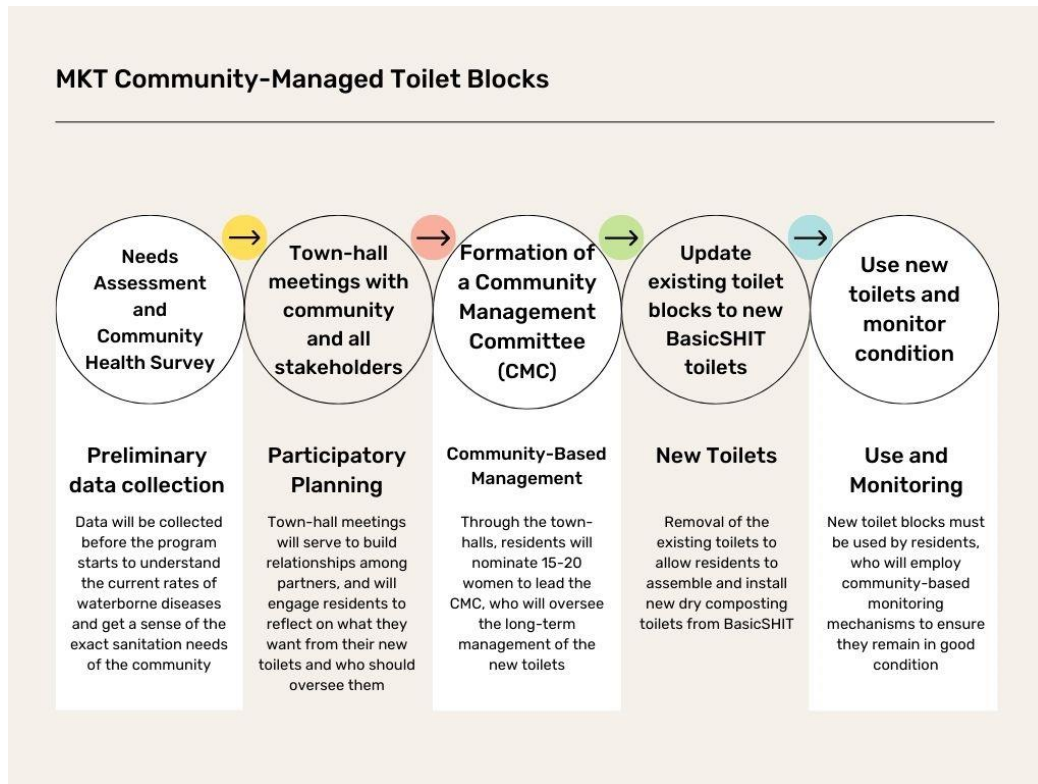 MKT Community-Managed Toilet Blocks
Needs
Assessment
and
Community
Health Survey
Town-hall
meetings with
community
and all
stakeholders
Formation of
a Community
Management
Committee
(CMC)
Update
existing toilet
blocks to new
BasicSHIT
toilets
Use new
toilets and
monitor
condition
Preliminary
data collection
Data will be collected
before the program
starts to understand
the current rates of
waterborne diseases
and get a sense of the
exact sanitation needs
of the community
Participatory
Planning
Town-hall meetings
will serve to build
relationships among
partners, and will
engage residents to
reflect on what they
want from their new
toilets and who should
oversee them
Community-Based
Management
Through the town-
halls, residents will
nominate 15-20
women to lead the
CMC, who will oversee
the long-term
management of the
new toilets
New Toilets
Removal of the
existing toilets to
allow residents to
assemble and install
new dry composting
toilets from BasicSHIT
Use and
Monitoring
New toilet blocks must
be used by residents,
who will employ
community-based
monitoring
mechanisms to ensure
they remain in good
condition